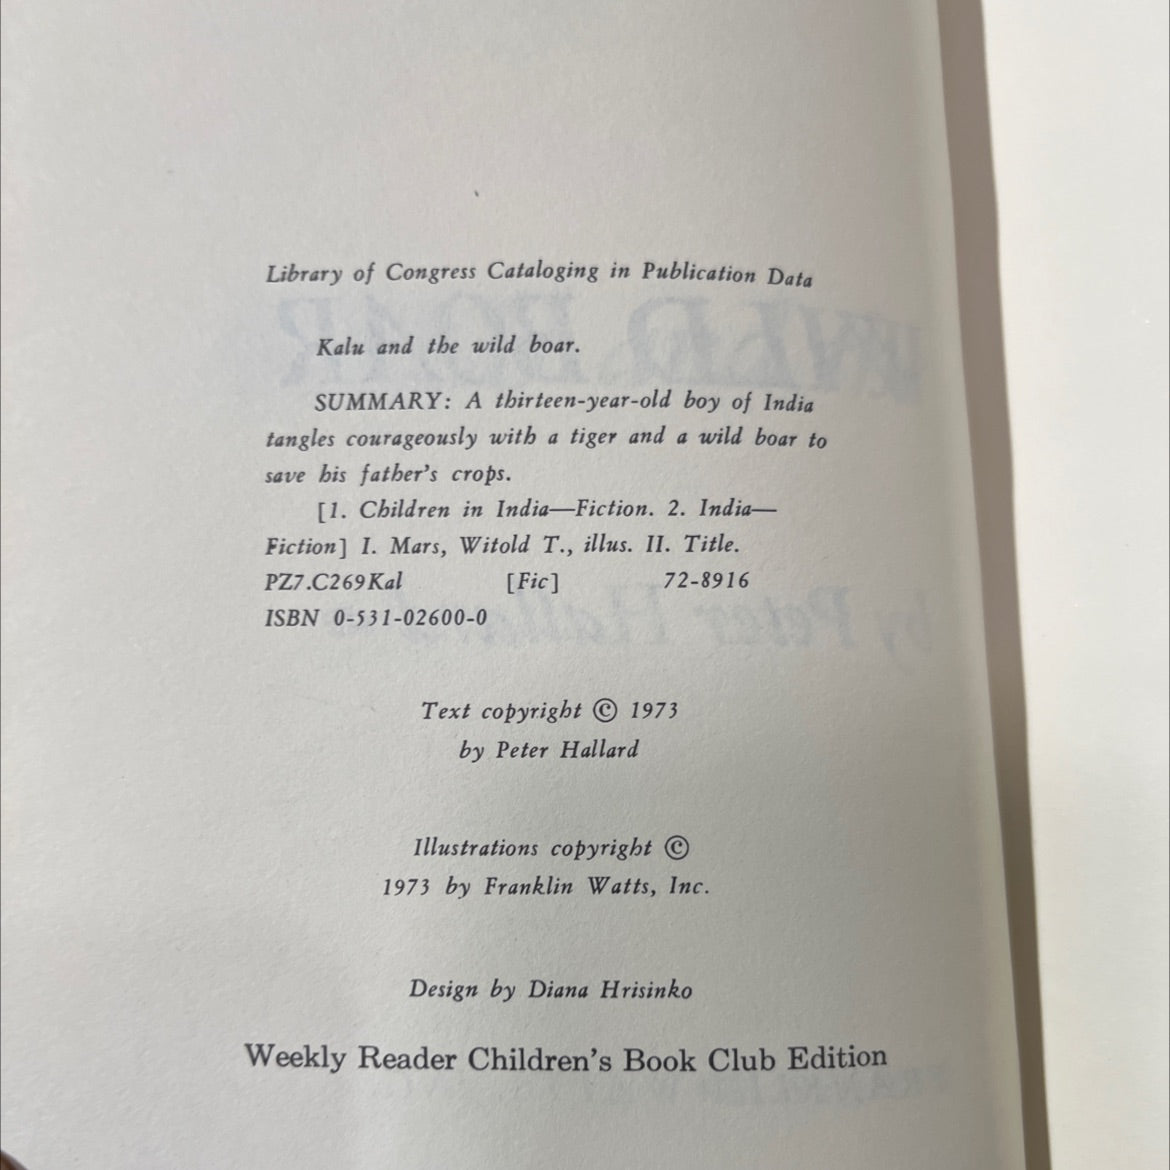 Library of Congress Cataloging in Publication Data
Kalu and the wild boar.
SUMMARY: A thirteen-year-old boy of India
tangles courageously with a tiger and a wild boar to
save his father's crops.
[1. Children in India—Fiction. 2. India—
Fiction] I. Mars, Witold T., illus. II. Title.
PZ7.C269Kal [Fic] 72-8916
ISBN 0-531-02600-0
Text copyright © 1973
by Peter Hallard
Illustrations copyright ©
1973 by Franklin Watts, Inc.
Design by Diana Hrisinko
Weekly Reader Children's Book Club Edition